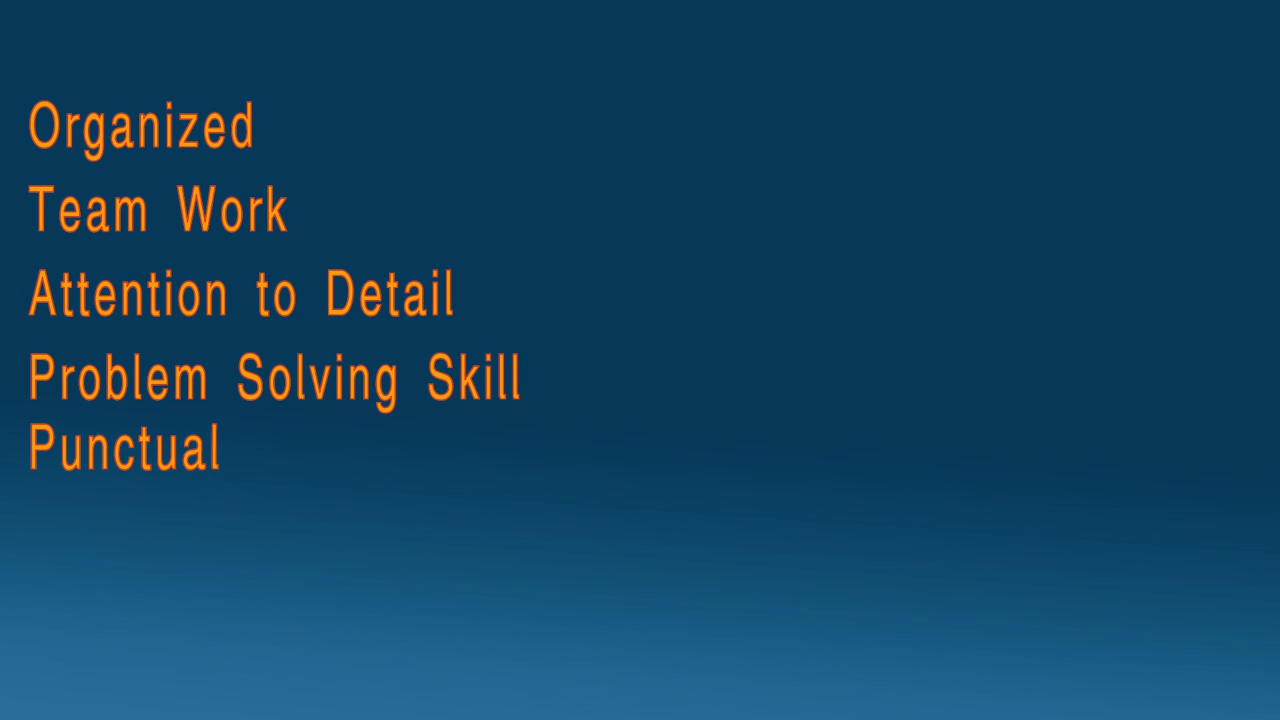 Organized
Team Work
Attention to Detail
Problem Solving Skill
Punctual